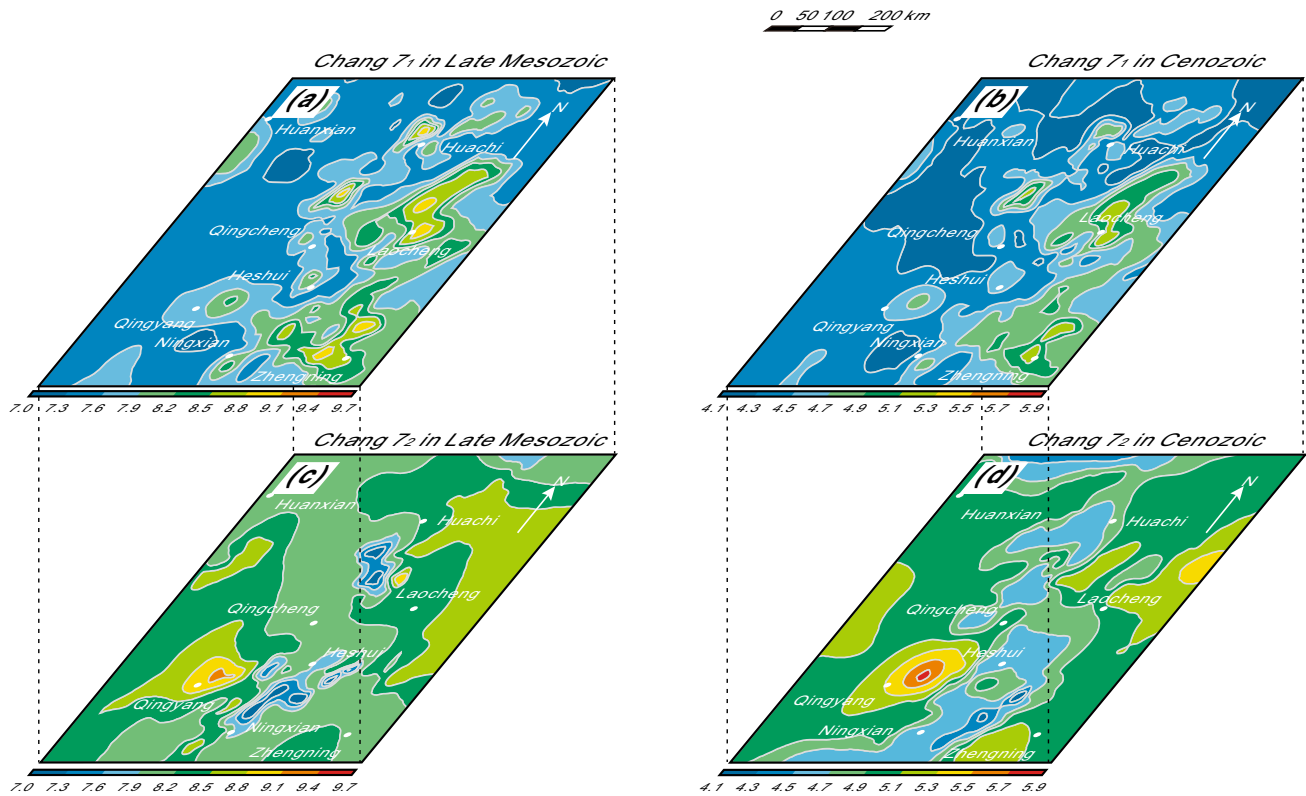 0 50 100 200 km
Chang 7₁ in Late Mesozoic
(a)
N
Huanxian
Huachi
Qingcheng
Laocheng
Heshui
Qingyang
Ningxian
Zhengning
7.0 7.3 7.6 7.9 8.2 8.5 8.8 9.1 9.4 9.7
Chang 7₁ in Cenozoic
(b)
N
Huanxian
Huachi
Laocheng
Qingcheng
Heshui
Qingyang
Ningxian
Zhengning
4.1 4.3 4.5 4.7 4.9 5.1 5.3 5.5 5.7 5.9
Chang 7₂ in Late Mesozoic
(c)
N
Huanxian
Huachi
Laocheng
Qingcheng
Heshui
Qingyang
Ningxian
Zhengning
7.0 7.3 7.6 7.9 8.2 8.5 8.8 9.1 9.4 9.7
Chang 7₂ in Cenozoic
(d)
N
Huanxian
Huachi
Laocheng
Qingcheng
Heshui
Qingyang
Ningxian
Zhengning
4.1 4.3 4.5 4.7 4.9 5.1 5.3 5.5 5.7 5.9